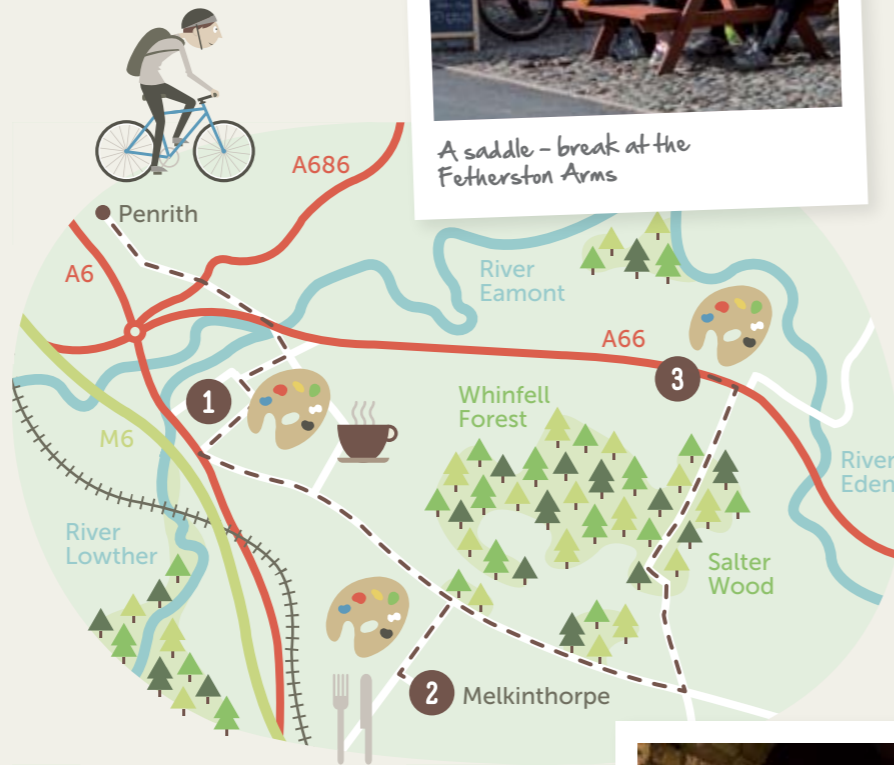 A saddle – break at the
Fetherston Arms
A686
Penrith
A6
River
Eamont
A66
3
1
Whinfell
Forest
M6
River
Eden
River
Lowther
Salter
Wood
2 Melkinthorpe